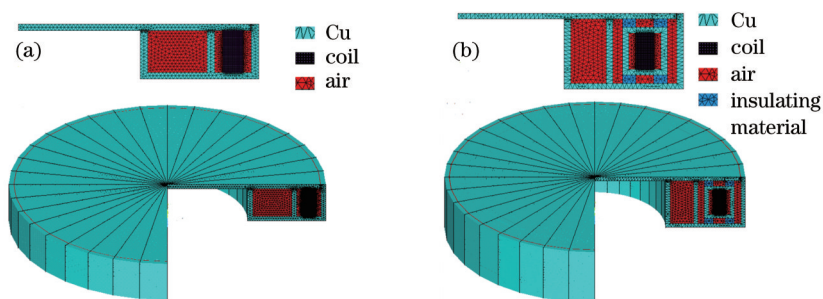 (a)
Cu
coil
air
(b)
Cu
coil
air
insulating
material